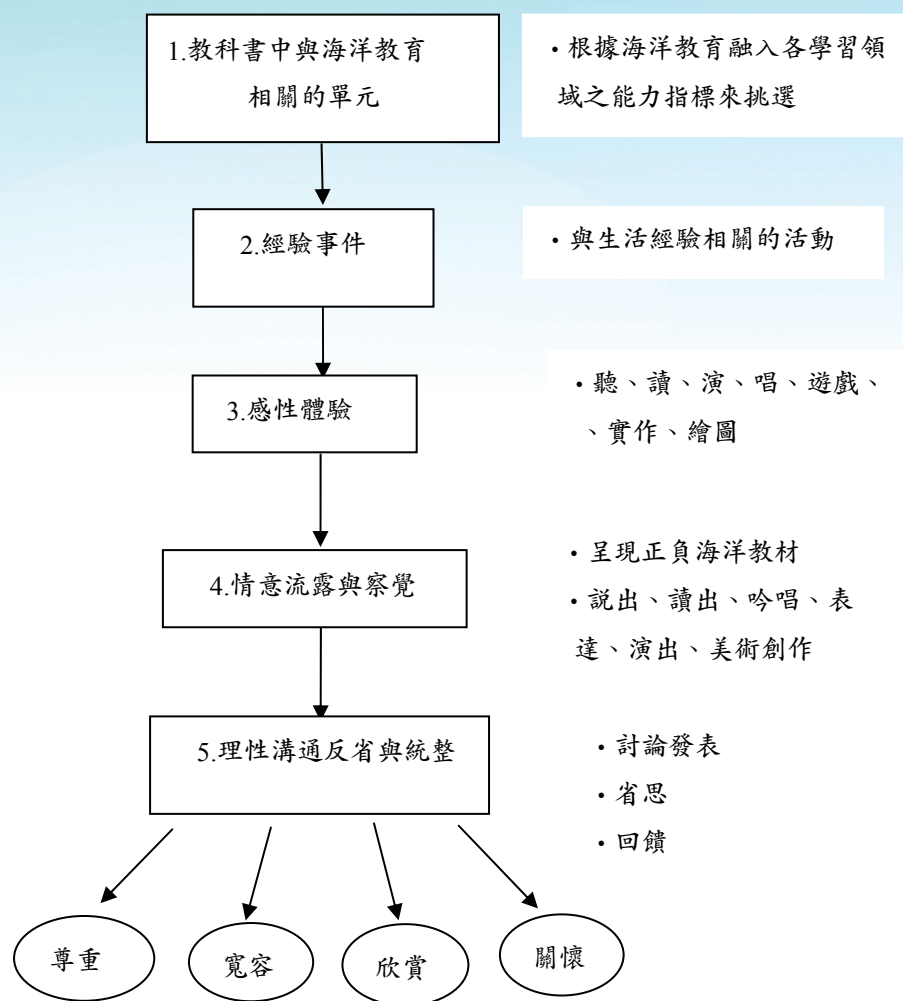 1.教科書中與海洋教育
相關的單元
・根據海洋教育融入各學習領
域之能力指標來挑選
2.經驗事件
・與生活經驗相關的活動
3.感性體驗
・聽、讀、演、唱、遊戲、
、實作、繪圖
4.情意流露與察覺
・呈現正負海洋教材
・説出、讀出、吟唱、表
達、演出、美術創作
5.理性溝通反省與統整
・討論發表
・省思
・回饋
尊重
寬容
欣賞
關懷